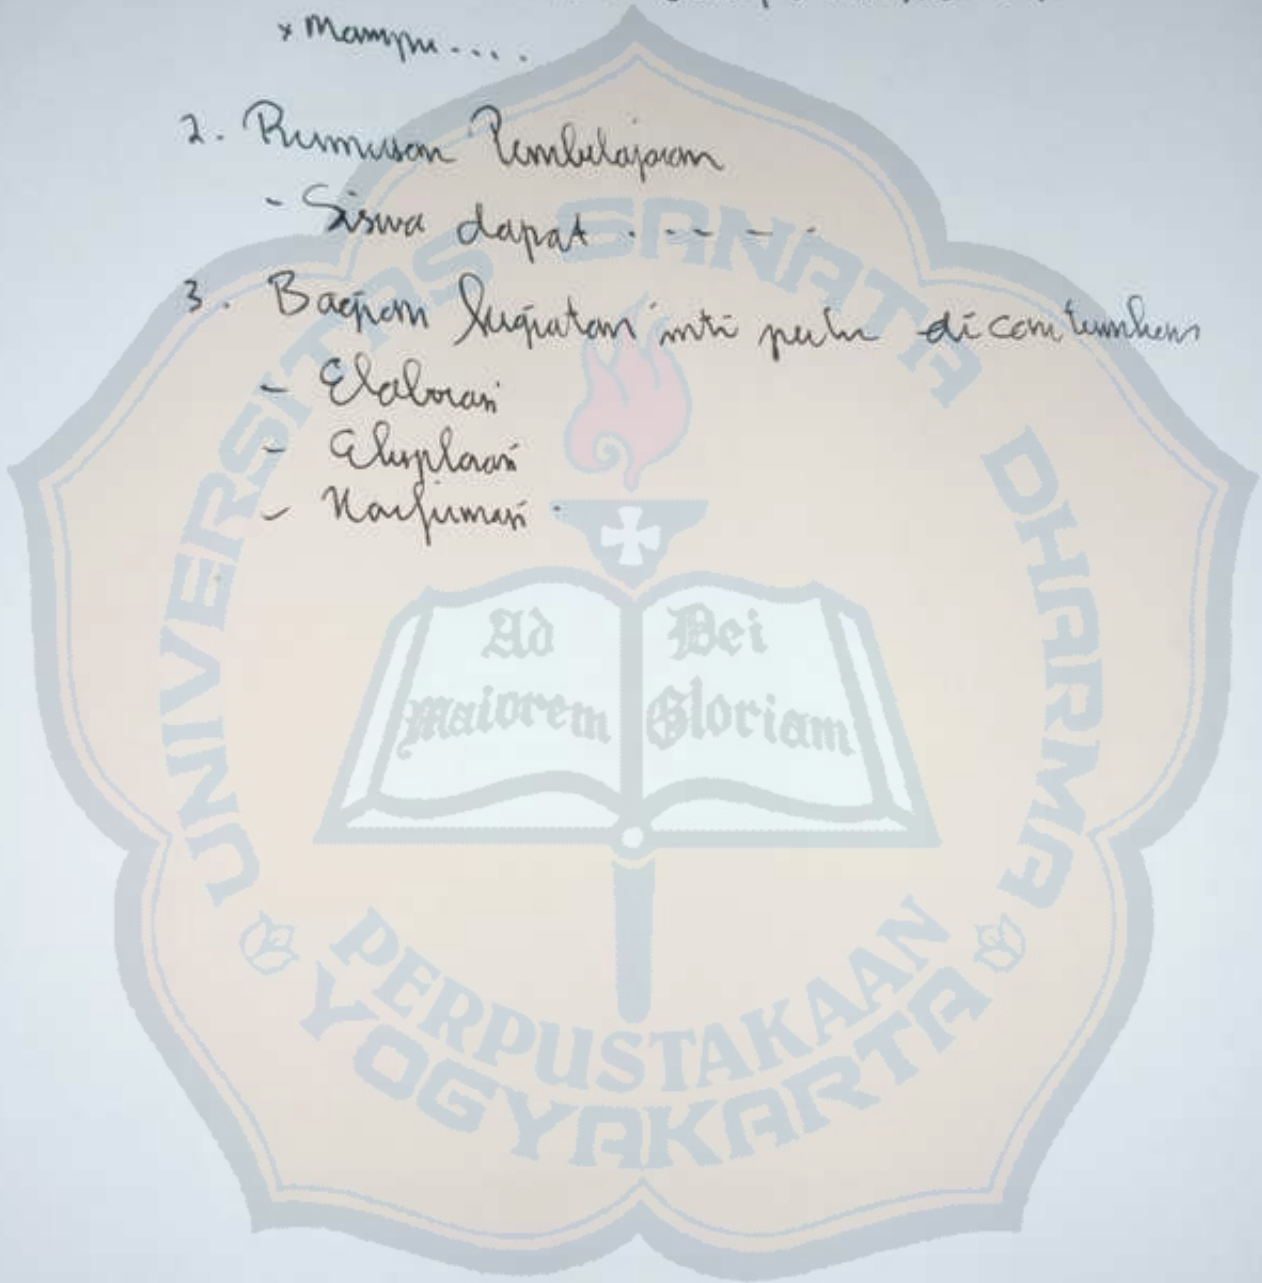 * Mampu ....
2. Rumusan Pembelajaran
- Siswa dapat ......
3. Bagian kegiatan inti perlu dicantumkan
- Elaborasi
- Eksplorasi
- Konfirmasi.
UNIVERSITAS SANATA DHARMA
Ad Dei
maiorem Gloriam
PERPUSTAKAAN
YOGYAKARTA